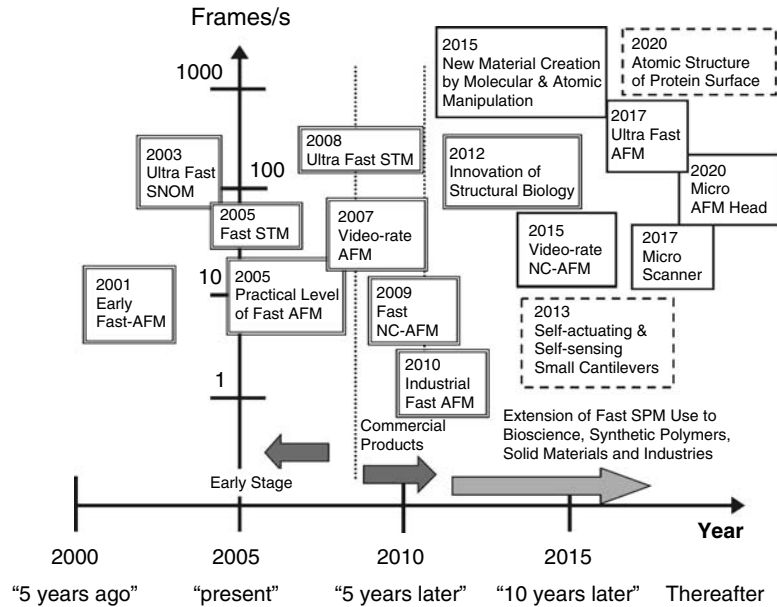 Frames/s
1000
100
10
1
2015
New Material Creation
by Molecular & Atomic
Manipulation
2020
Atomic Structure
of Protein Surface
2017
Ultra Fast
AFM
2003
Ultra Fast
SNOM
2008
Ultra Fast STM
2012
Innovation of
Structural Biology
2020
Micro
AFM Head
2005
Fast STM
2007
Video-rate
AFM
2015
Video-rate
NC-AFM
2017
Micro
Scanner
2001
Early
Fast-AFM
2005
Practical Level
of Fast AFM
2009
Fast
NC-AFM
2013
Self-actuating &
Self-sensing
Small Cantilevers
2010
Industrial
Fast AFM
Commercial
Products
Extension of Fast SPM Use to
Bioscience, Synthetic Polymers,
Solid Materials and Industries
Early Stage
Year
2000
2005
2010
2015
"5 years ago"
"present"
"5 years later"
"10 years later"
Thereafter